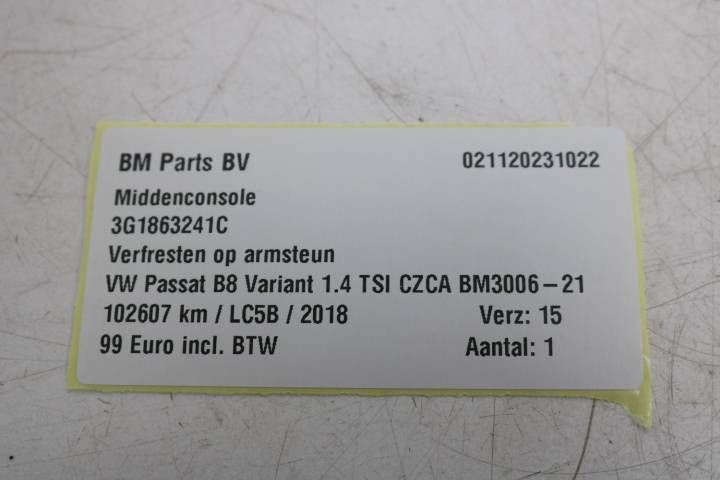 BM Parts BV 021120231022
Middenconsole
3G1863241C
Verfresten op armsteun
VW Passat B8 Variant 1.4 TSI CZCA BM3006-21
102607 km / LC5B / 2018 Verz: 15
99 Euro incl. BTW Aantal: 1